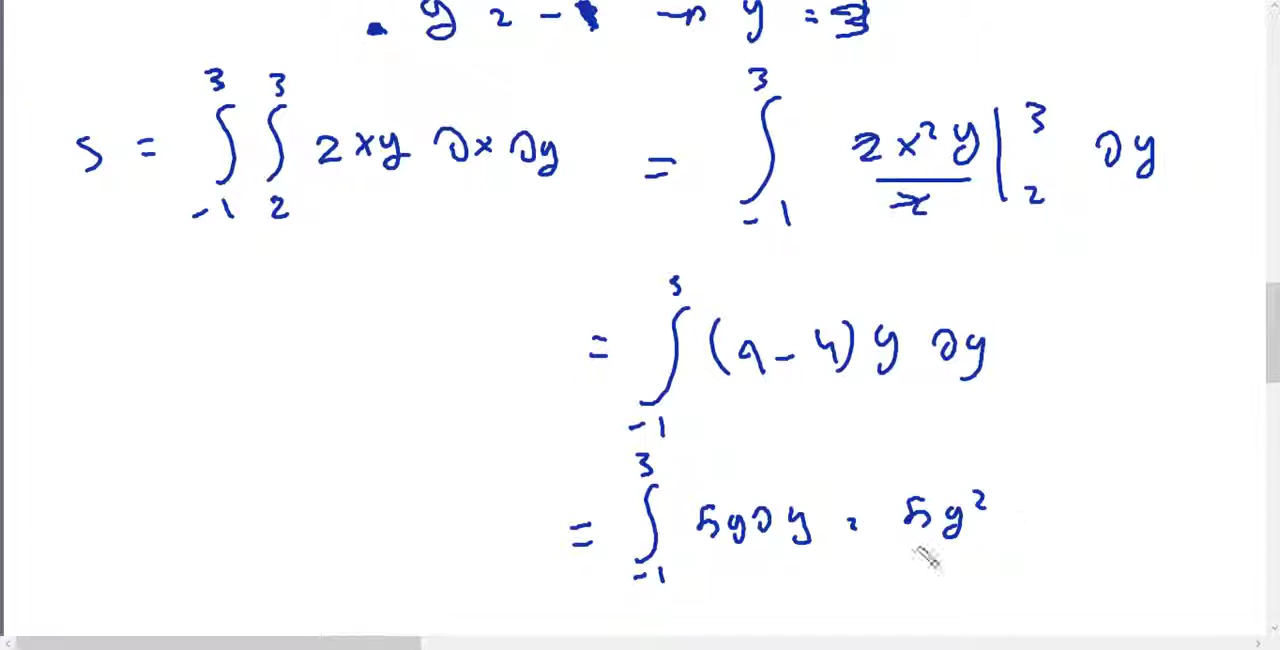 . y = -1 → y = 3
S = ∫_{-1}^{3} ∫_{2}^{3} 2xy ∂x ∂y = ∫_{-1}^{3} 2x²y/2 |_{2}^{3} ∂y
= ∫_{-1}^{3} (9 - 4) y ∂y
= ∫_{-1}^{3} 5y∂y = 5y²